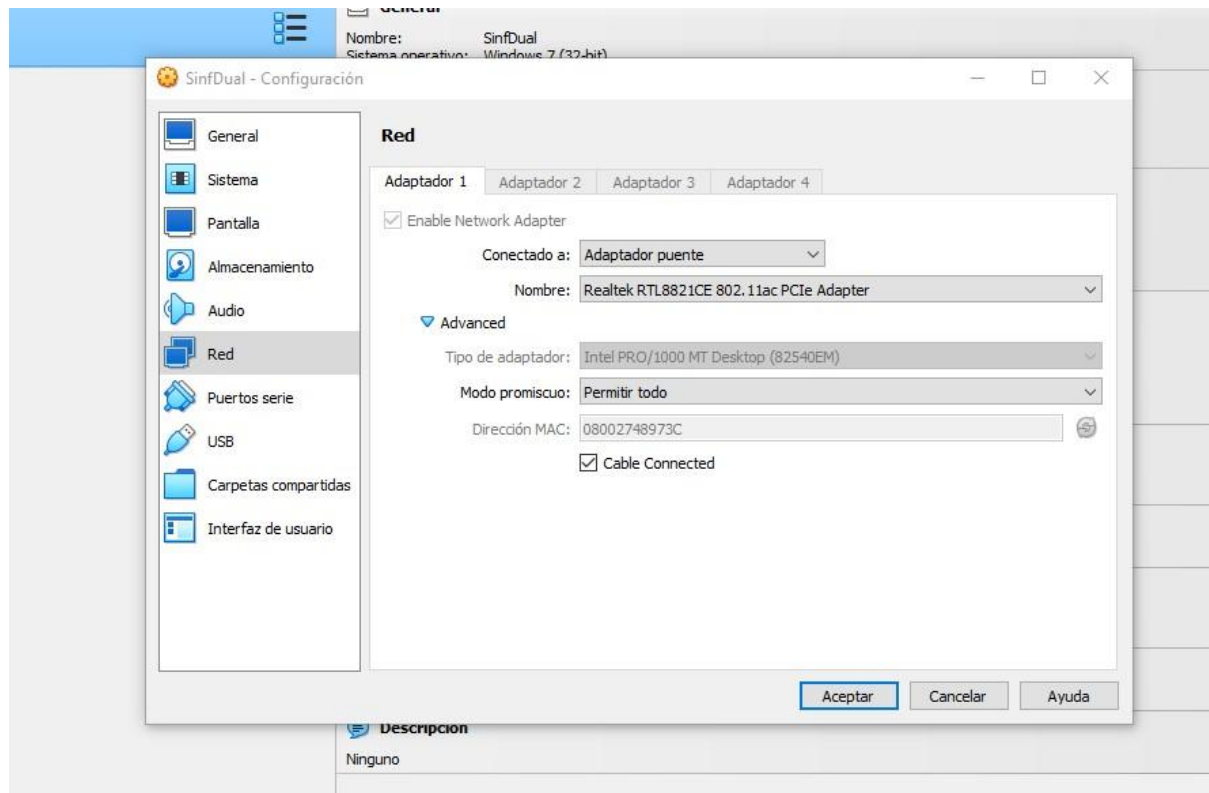 General
Nombre: SinfDual
Sistema operativo: Windows 7 (32-bit)
SinfDual - Configuración
General
Sistema
Pantalla
Almacenamiento
Audio
Red
Puertos serie
USB
Carpetas compartidas
Interfaz de usuario
Red
Adaptador 1 Adaptador 2 Adaptador 3 Adaptador 4
Enable Network Adapter
Conectado a: Adaptador puente
Nombre: Realtek RTL8821CE 802.11ac PCIe Adapter
Advanced
Tipo de adaptador: Intel PRO/1000 MT Desktop (82540EM)
Modo promiscuo: Permitir todo
Dirección MAC: 08002748973C
Cable Connected
Aceptar Cancelar Ayuda
Descripción
Ninguno